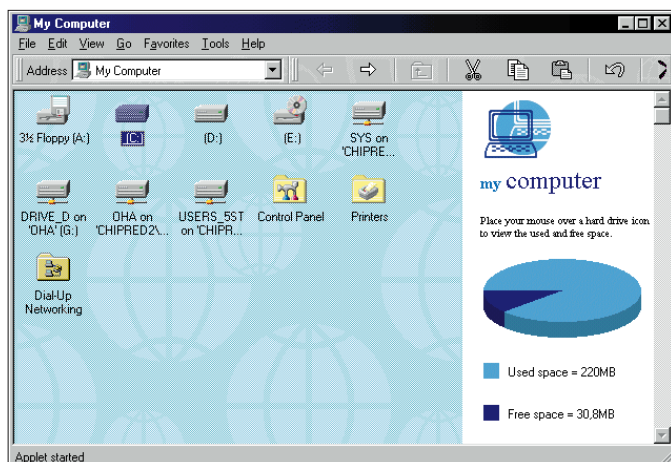 My Computer
File Edit View Go Favorites Tools Help
Address My Computer
3½ Floppy (A:)
(C:)
(D:)
(E:)
SYS on
'CHIPRE...
DRIVE_D on
'OHA' (G:)
OHA on
'CHIPRED2\...
USERS_5ST
on 'CHIPR...
Control Panel
Printers
Dial-Up
Networking
my computer
Place your mouse over a hard drive icon
to view the used and free space.
Used space = 220MB
Free space = 30,8MB
Applet started